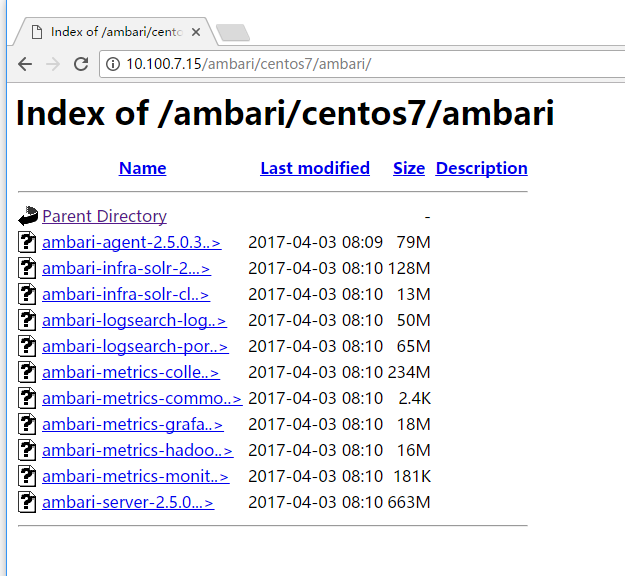 Index of /ambari/cento
10.100.7.15/ambari/centos7/ambari/
Index of /ambari/centos7/ambari
Name Last modified Size Description
Parent Directory -
ambari-agent-2.5.0.3..> 2017-04-03 08:09 79M
ambari-infra-solr-2...> 2017-04-03 08:10 128M
ambari-infra-solr-cl..> 2017-04-03 08:10 13M
ambari-logsearch-log..> 2017-04-03 08:10 50M
ambari-logsearch-por..> 2017-04-03 08:10 65M
ambari-metrics-colle..> 2017-04-03 08:10 234M
ambari-metrics-commo..> 2017-04-03 08:10 2.4K
ambari-metrics-grafa..> 2017-04-03 08:10 18M
ambari-metrics-hadoo..> 2017-04-03 08:10 16M
ambari-metrics-monit..> 2017-04-03 08:10 181K
ambari-server-2.5.0...> 2017-04-03 08:10 663M